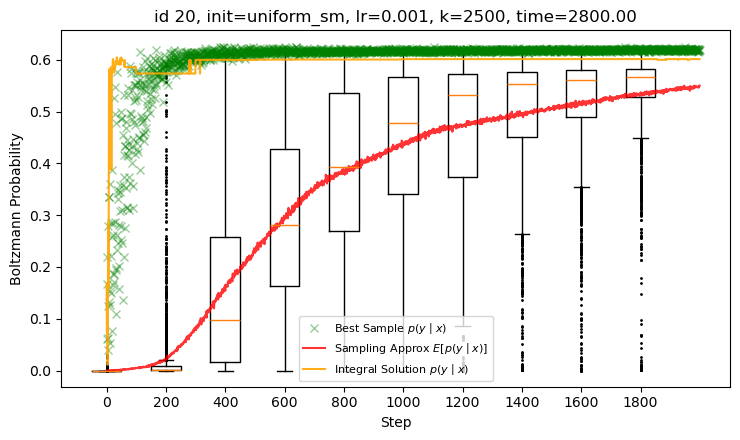 id 20, init=uniform_sm, lr=0.001, k=2500, time=2800.00
Boltzmann Probability
0.6
0.5
0.4
0.3
0.2
0.1
0.0
Best Sample p(y | x)
Sampling Approx E[p(y | x)]
Integral Solution p(y | x)
0 200 400 600 800 1000 1200 1400 1600 1800
Step